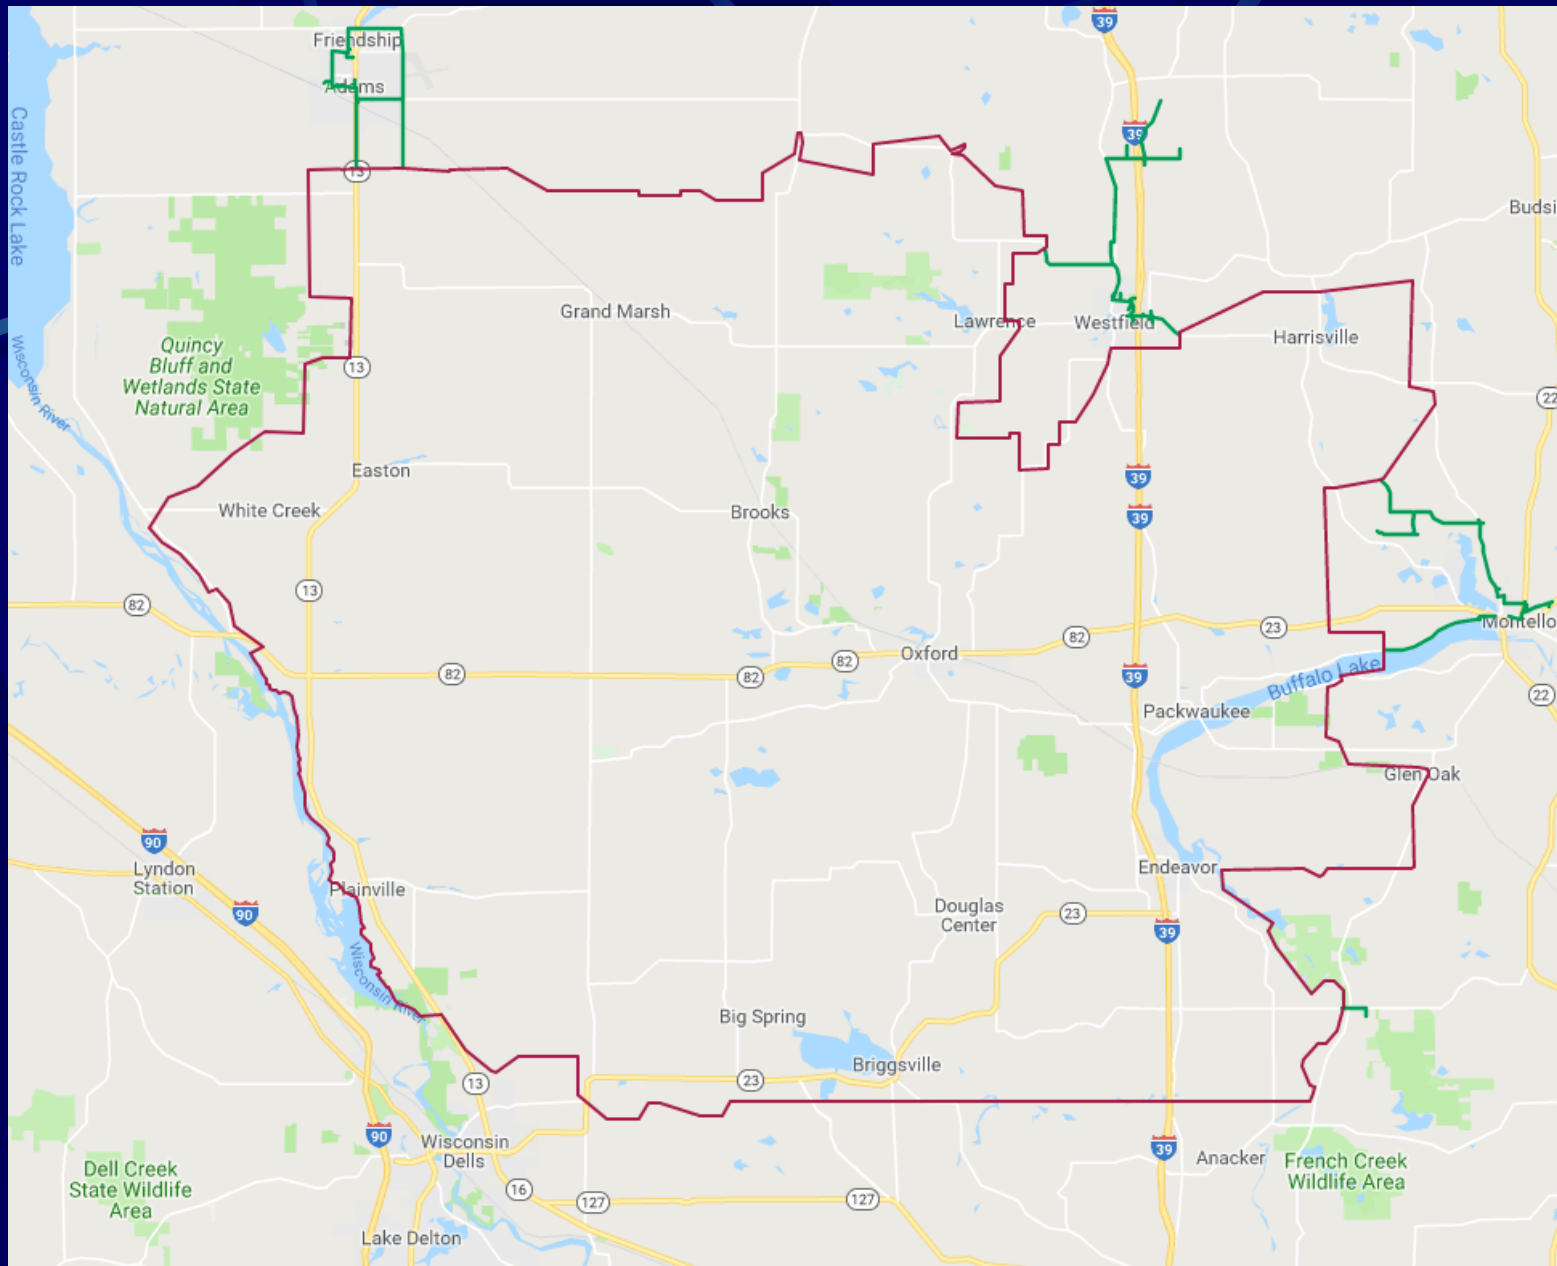 39
Friendship
Adams
Castle Rock Lake
39
13
Budsi
Grand Marsh
Lawrence
Westfield
Harrisville
Quincy
Bluff and
Wetlands State
Natural Area
13
Wisconsin River
22
Easton
39
White Creek
Brooks
39
13
82
Montello
23
82
Oxford
82
82
82
39
Buffalo Lake
22
Packwaukee
Glen Oak
90
Lyndon
Station
Endeavor
Plainville
90
Douglas
Center
23
39
Wisconsin River
Big Spring
Briggsville
23
13
90
Wisconsin
Dells
39
Anacker
French Creek
Wildlife Area
Dell Creek
State Wildlife
Area
16
127
127
Lake Delton